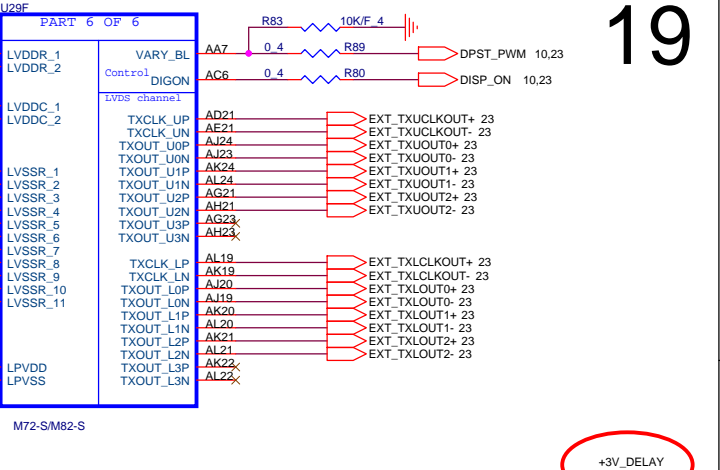 U29F
PART 6 OF 6
19
R83 10K/F_4
LVDDR_1 VARY_BL AA7 0_4 R89 DPST_PWM 10,23
LVDDR_2
Control DIGON AC6 0_4 R80 DISP_ON 10,23
LVDS channel
LVDDC_1
LVDDC_2 TXCLK_UP AD21 EXT_TXUCLKOUT+ 23
TXCLK_UN AE21 EXT_TXUCLKOUT- 23
TXOUT_U0P AJ24 EXT_TXUOUT0+ 23
TXOUT_U0N AJ23 EXT_TXUOUT0- 23
LVSSR_1 TXOUT_U1P AK24 EXT_TXUOUT1+ 23
LVSSR_2 TXOUT_U1N AL24 EXT_TXUOUT1- 23
LVSSR_3 TXOUT_U2P AG21 EXT_TXUOUT2+ 23
LVSSR_4 TXOUT_U2N AH21 EXT_TXUOUT2- 23
LVSSR_5 TXOUT_U3P AG23
LVSSR_6 TXOUT_U3N AH23
LVSSR_7
LVSSR_8 TXCLK_LP AL19 EXT_TXLCLKOUT+ 23
LVSSR_9 TXCLK_LN AK19 EXT_TXLCLKOUT- 23
LVSSR_10 TXOUT_L0P AJ20 EXT_TXLOUT0+ 23
LVSSR_11 TXOUT_L0N AJ19 EXT_TXLOUT0- 23
TXOUT_L1P AK20 EXT_TXLOUT1+ 23
TXOUT_L1N AL20 EXT_TXLOUT1- 23
TXOUT_L2P AK21 EXT_TXLOUT2+ 23
TXOUT_L2N AL21 EXT_TXLOUT2- 23
LPVDD TXOUT_L3P AK22
LPVSS TXOUT_L3N AL22
M72-S/M82-S
+3V_DELAY